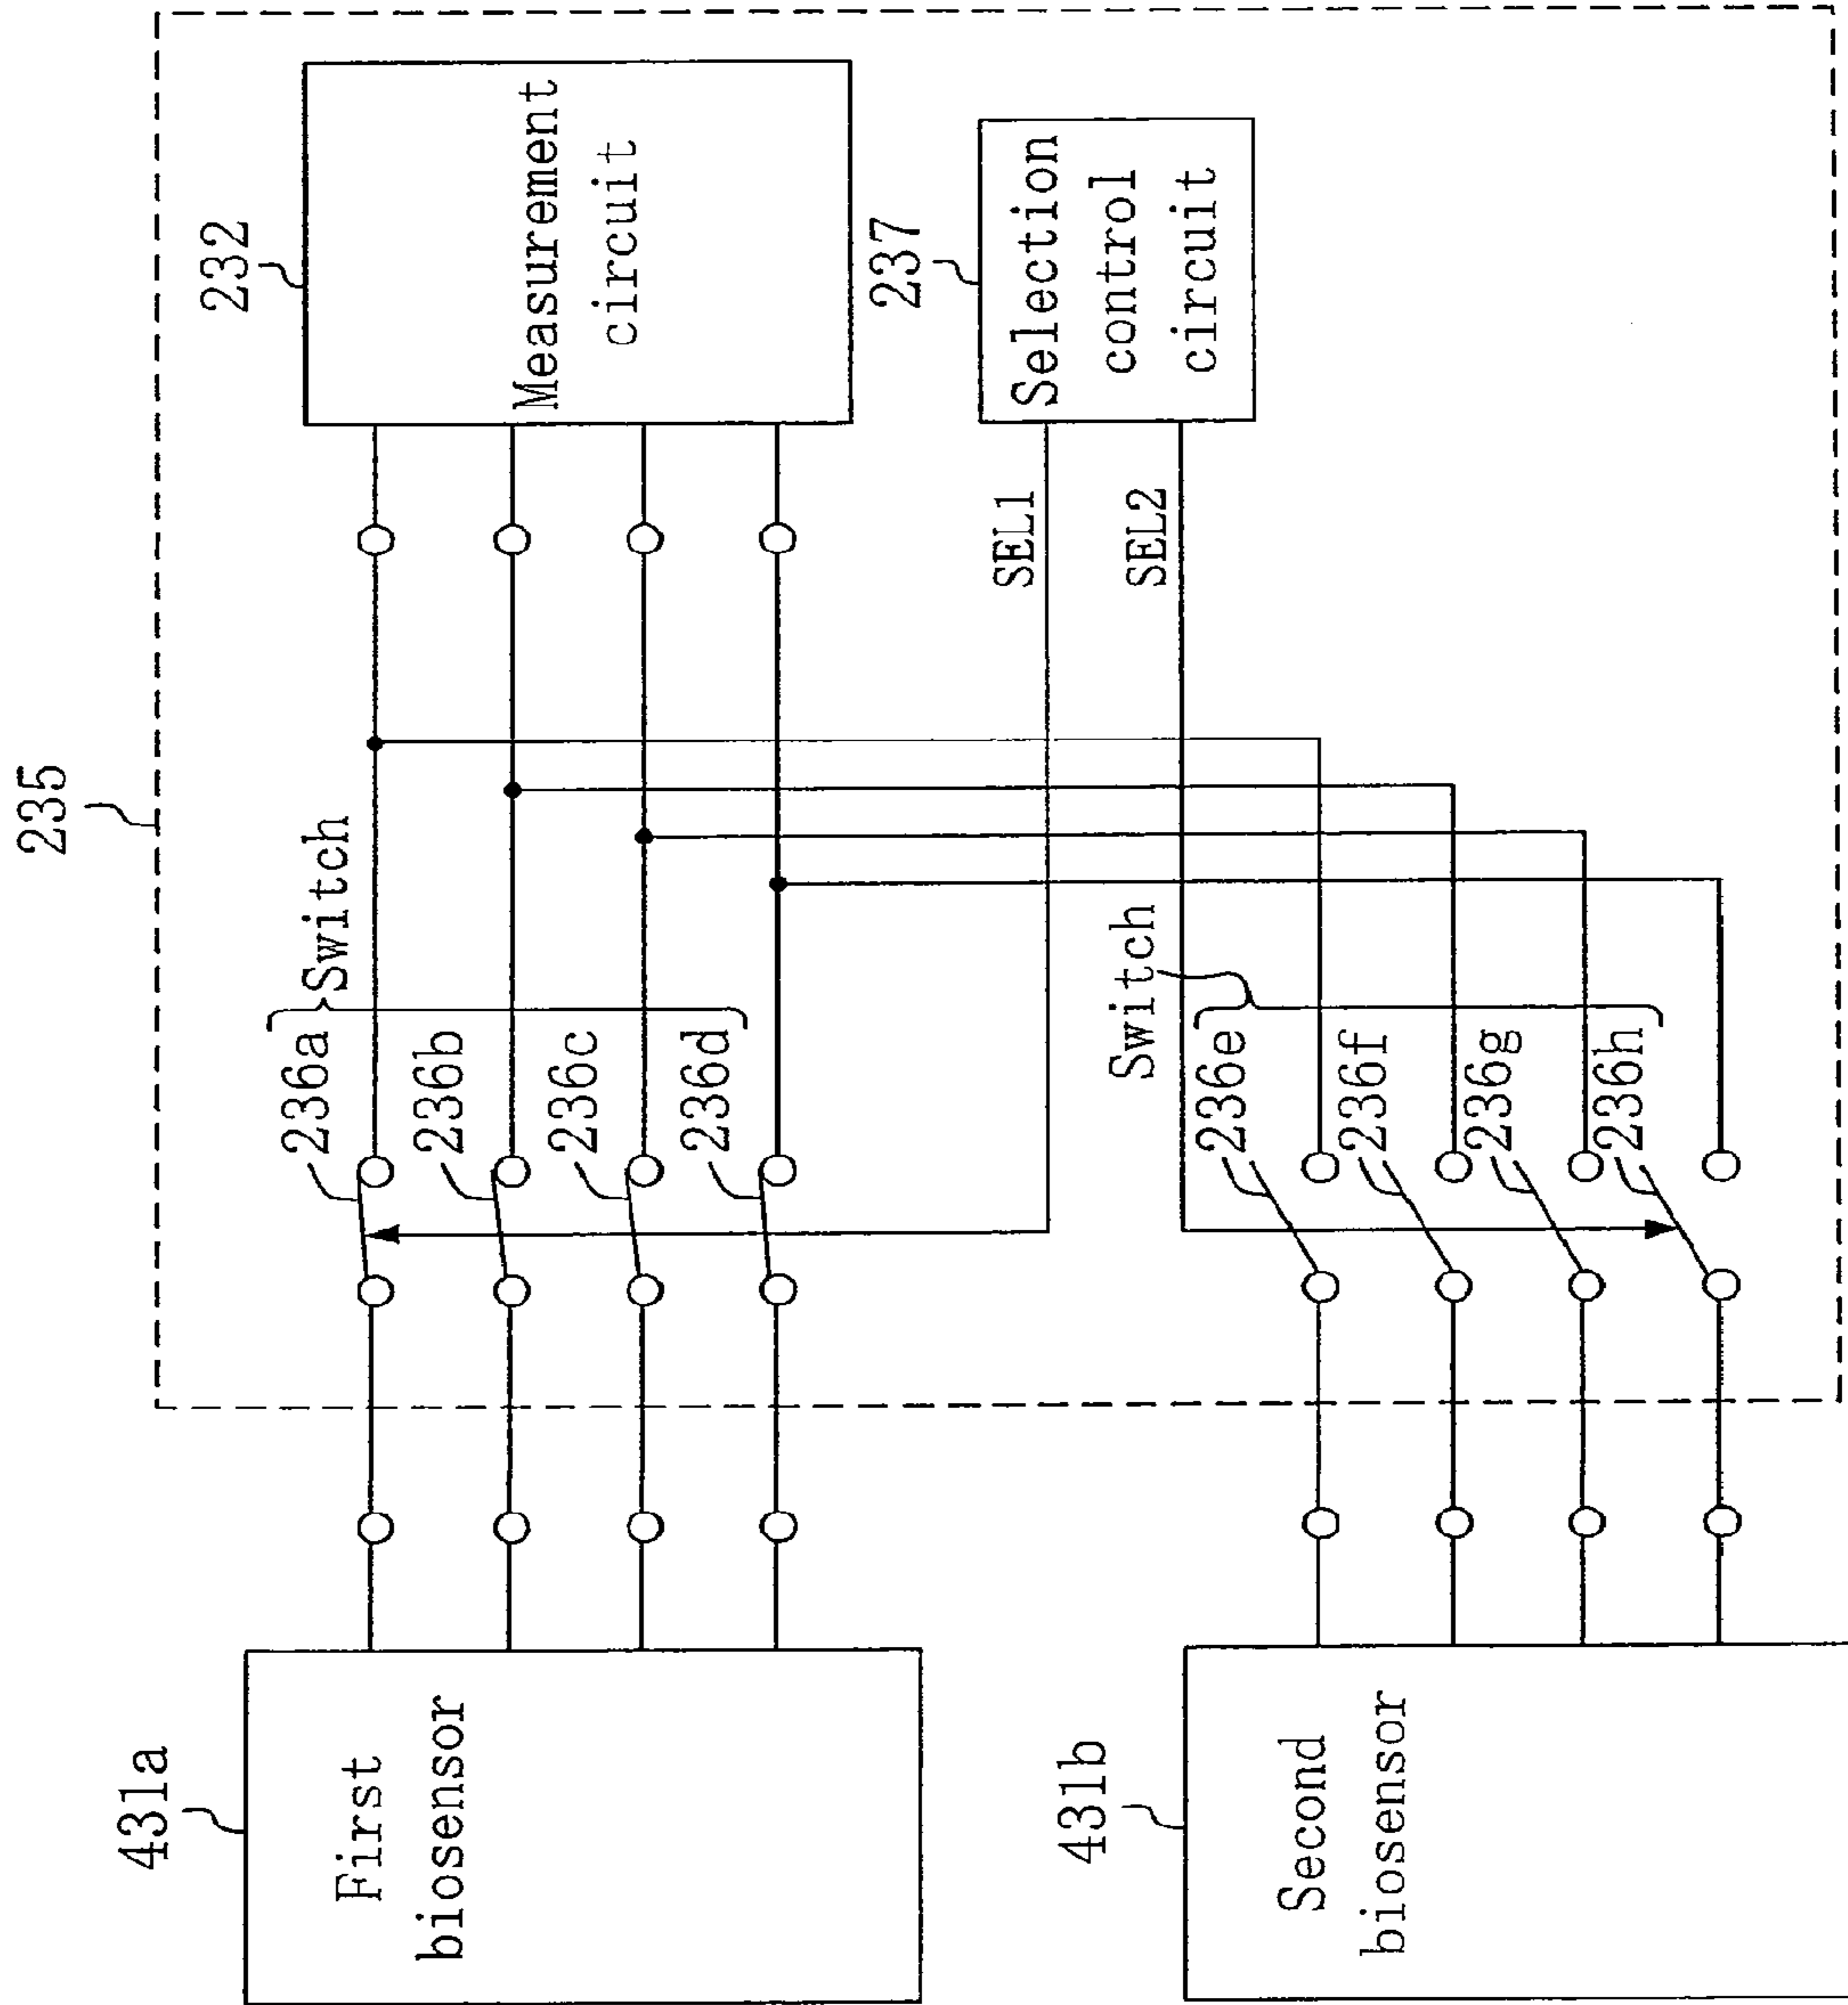 235
431a
First
biosensor
236a
236b
236c
236d
Switch
232
Measurement
circuit
431b
Second
biosensor
236e
236f
236g
236h
Switch
SEL1
SEL2
237
Selection
control
circuit